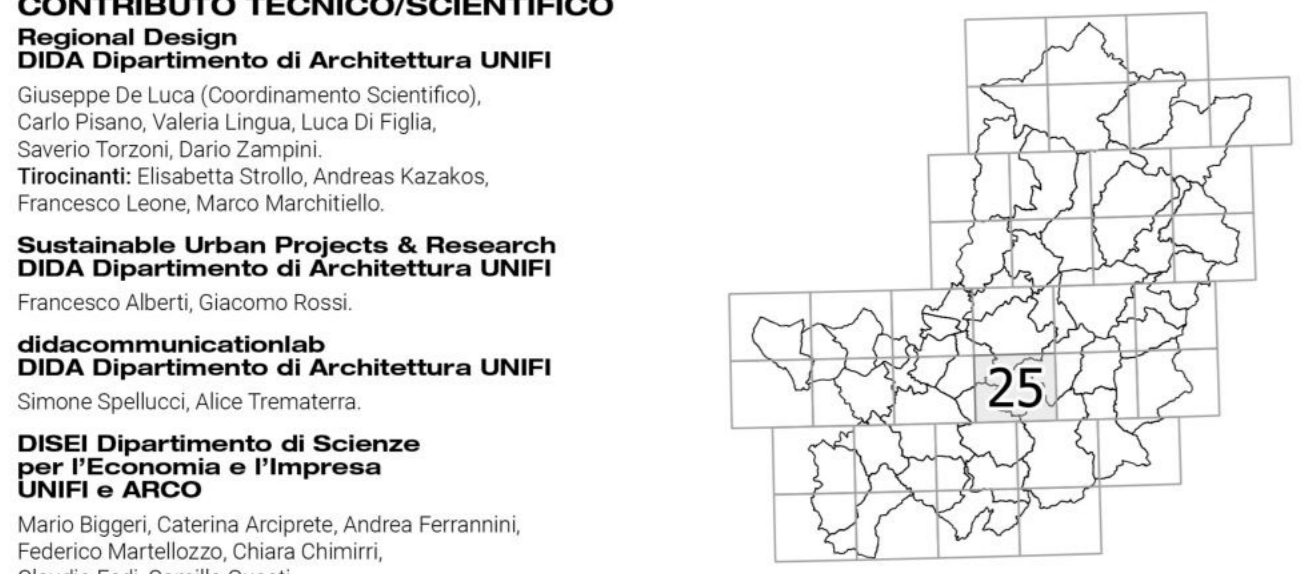 CONTRIBUTO TECNICO/SCIENTIFICO
Regional Design
DIDA Dipartimento di Architettura UNIFI
Giuseppe De Luca (Coordinamento Scientifico),
Carlo Pisano, Valeria Lingua, Luca Di Figlia,
Saverio Torzoni, Dario Zampini.
Tirocinanti: Elisabetta Strollo, Andreas Kazakos,
Francesco Leone, Marco Marchitiello.
Sustainable Urban Projects & Research
DIDA Dipartimento di Architettura UNIFI
Francesco Alberti, Giacomo Rossi.
didacommunicationlab
DIDA Dipartimento di Architettura UNIFI
Simone Spellucci, Alice Trematerra.
DISEI Dipartimento di Scienze
per l'Economia e l'Impresa
UNIFI e ARCO
Mario Biggeri, Caterina Arciprete, Andrea Ferrannini,
Federico Martellozzo, Chiara Chimirri,
25